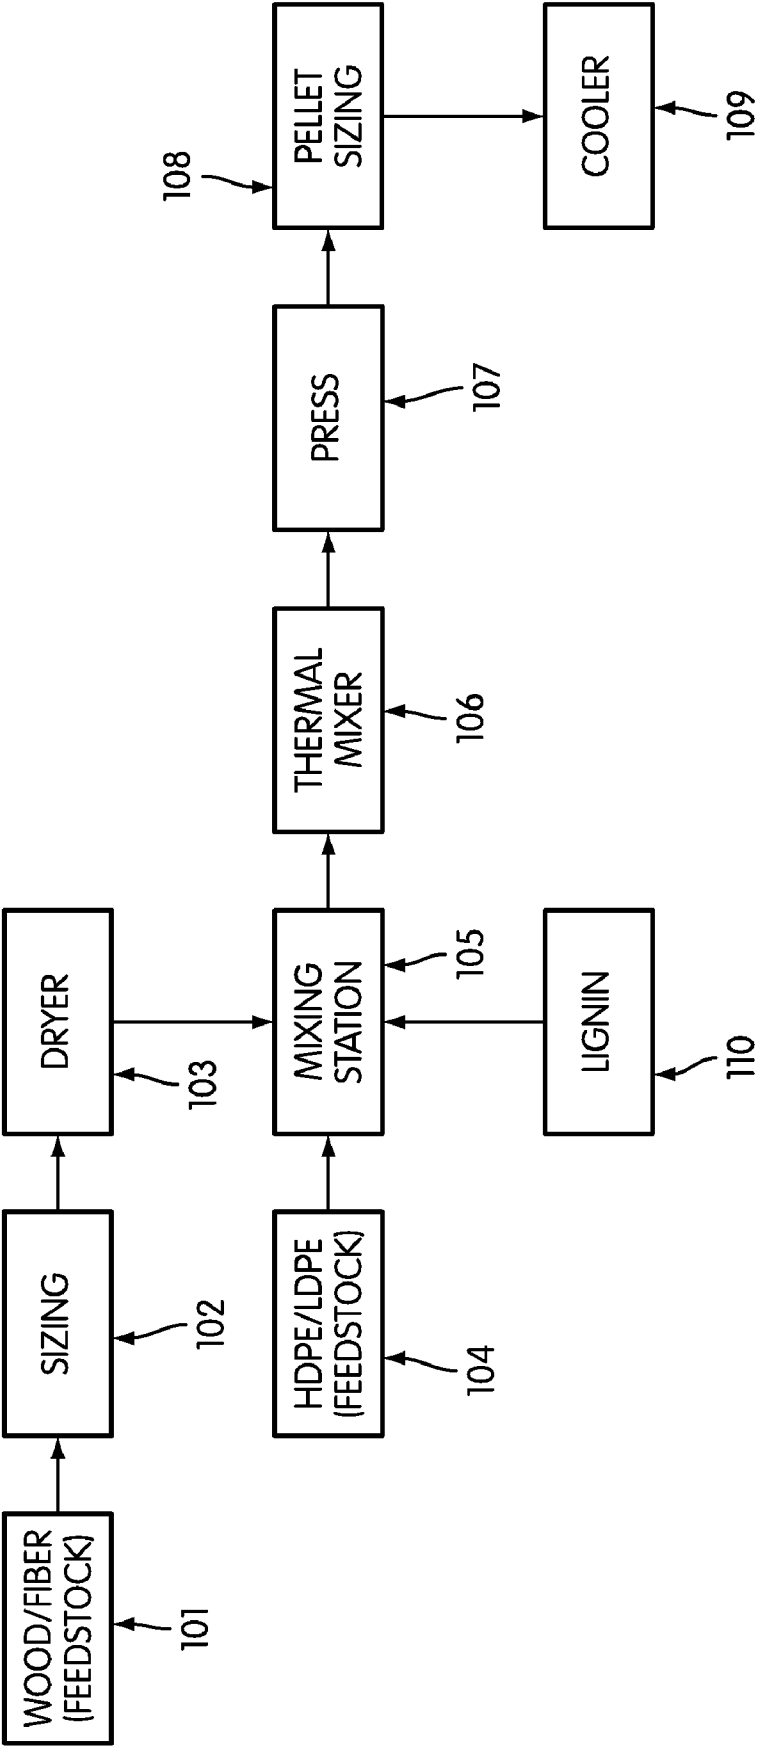 WOOD/FIBER
(FEEDSTOCK)
101
SIZING
102
DRYER
103
HDPE/LDPE
(FEEDSTOCK)
104
MIXING
STATION
105
LIGNIN
110
THERMAL
MIXER
106
PRESS
107
PELLET
SIZING
108
COOLER
109